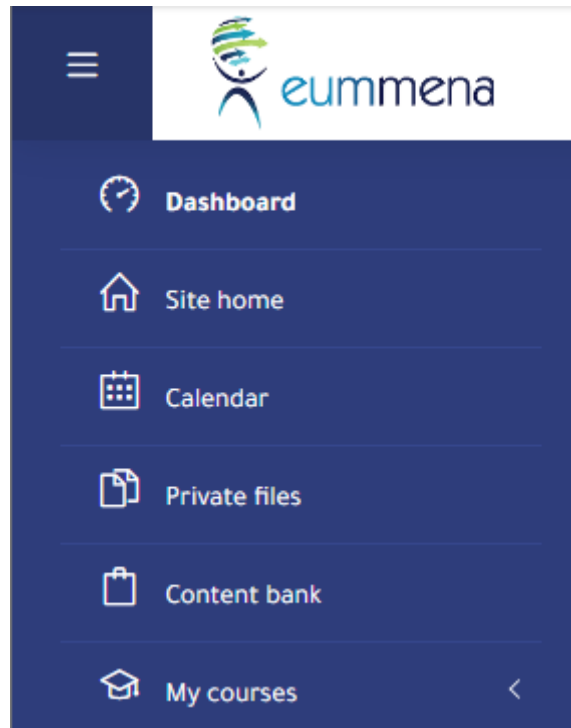 eummena
Dashboard
Site home
Calendar
Private files
Content bank
My courses